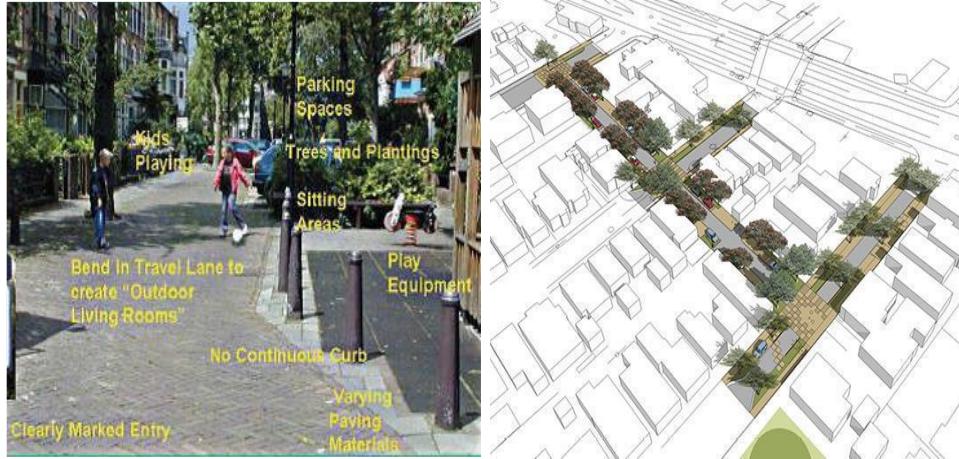 Parking
Spaces
Kids
Playing
Trees and Plantings
Sitting
Areas
Play
Equipment
Bend in Travel Lane to
create "Outdoor
Living Rooms"
No Continuous Curb
Varying
Paving
Materials
Clearly Marked Entry